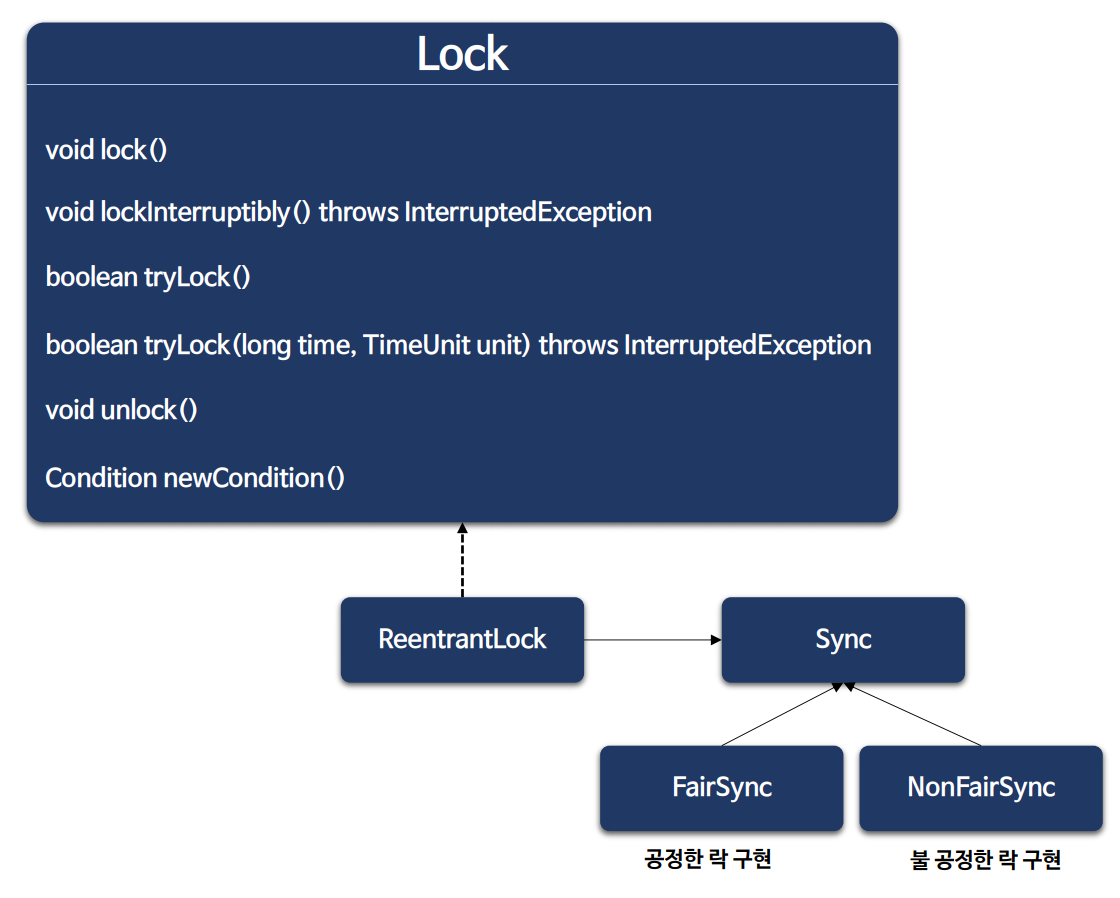 Lock
void lock()
void lockInterruptibly() throws InterruptedException
boolean tryLock()
boolean tryLock(long time, TimeUnit unit) throws InterruptedException
void unlock()
Condition newCondition()
ReentrantLock
Sync
FairSync
NonFairSync
공정한 락 구현
불 공정한 락 구현